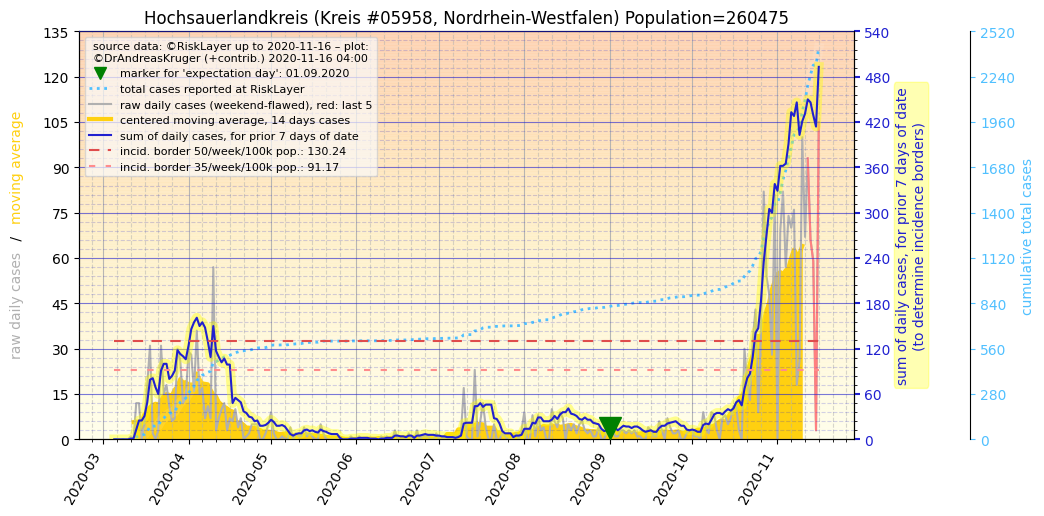 Hochsauerlandkreis (Kreis #05958, Nordrhein-Westfalen) Population=260475
source data: ©RiskLayer up to 2020-11-16 – plot:
©DrAndreasKruger (+contrib.) 2020-11-16 04:00
marker for 'expectation day': 01.09.2020
total cases reported at RiskLayer
raw daily cases (weekend-flawed), red: last 5
centered moving average, 14 days cases
sum of daily cases, for prior 7 days of date
incid. border 50/week/100k pop.: 130.24
incid. border 35/week/100k pop.: 91.17
raw daily cases / moving average
135
120
105
90
75
60
45
30
15
0
2020-03
2020-04
2020-05
2020-06
2020-07
2020-08
2020-09
2020-10
2020-11
540
480
420
360
300
240
180
120
60
0
sum of daily cases, for prior 7 days of date
(to determine incidence borders)
2520
2240
1960
1680
1400
1120
840
560
280
0
cumulative total cases